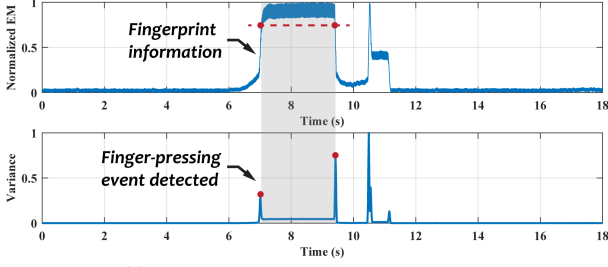 Normalized EM
1
0.5
0
Fingerprint
information
0 2 4 6 8 10 12 14 16 18
Time (s)
Variance
1
0.5
0
Finger-pressing
event detected
0 2 4 6 8 10 12 14 16 18
Time (s)